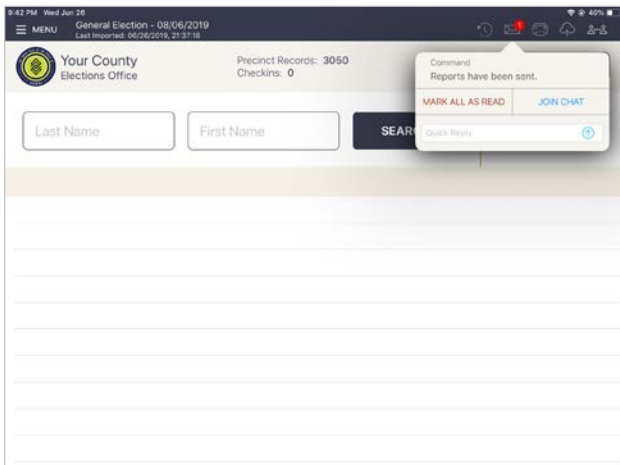 9:42 PM Wed Jun 26
40%
MENU
General Election - 08/06/2019
Last Imported: 06/26/2019, 21:37:18
1
Your County
Elections Office
Precinct Records: 3050
Checkins: 0
Command
Reports have been sent.
MARK ALL AS READ
JOIN CHAT
Quick Reply
Last Name
First Name
SEAR